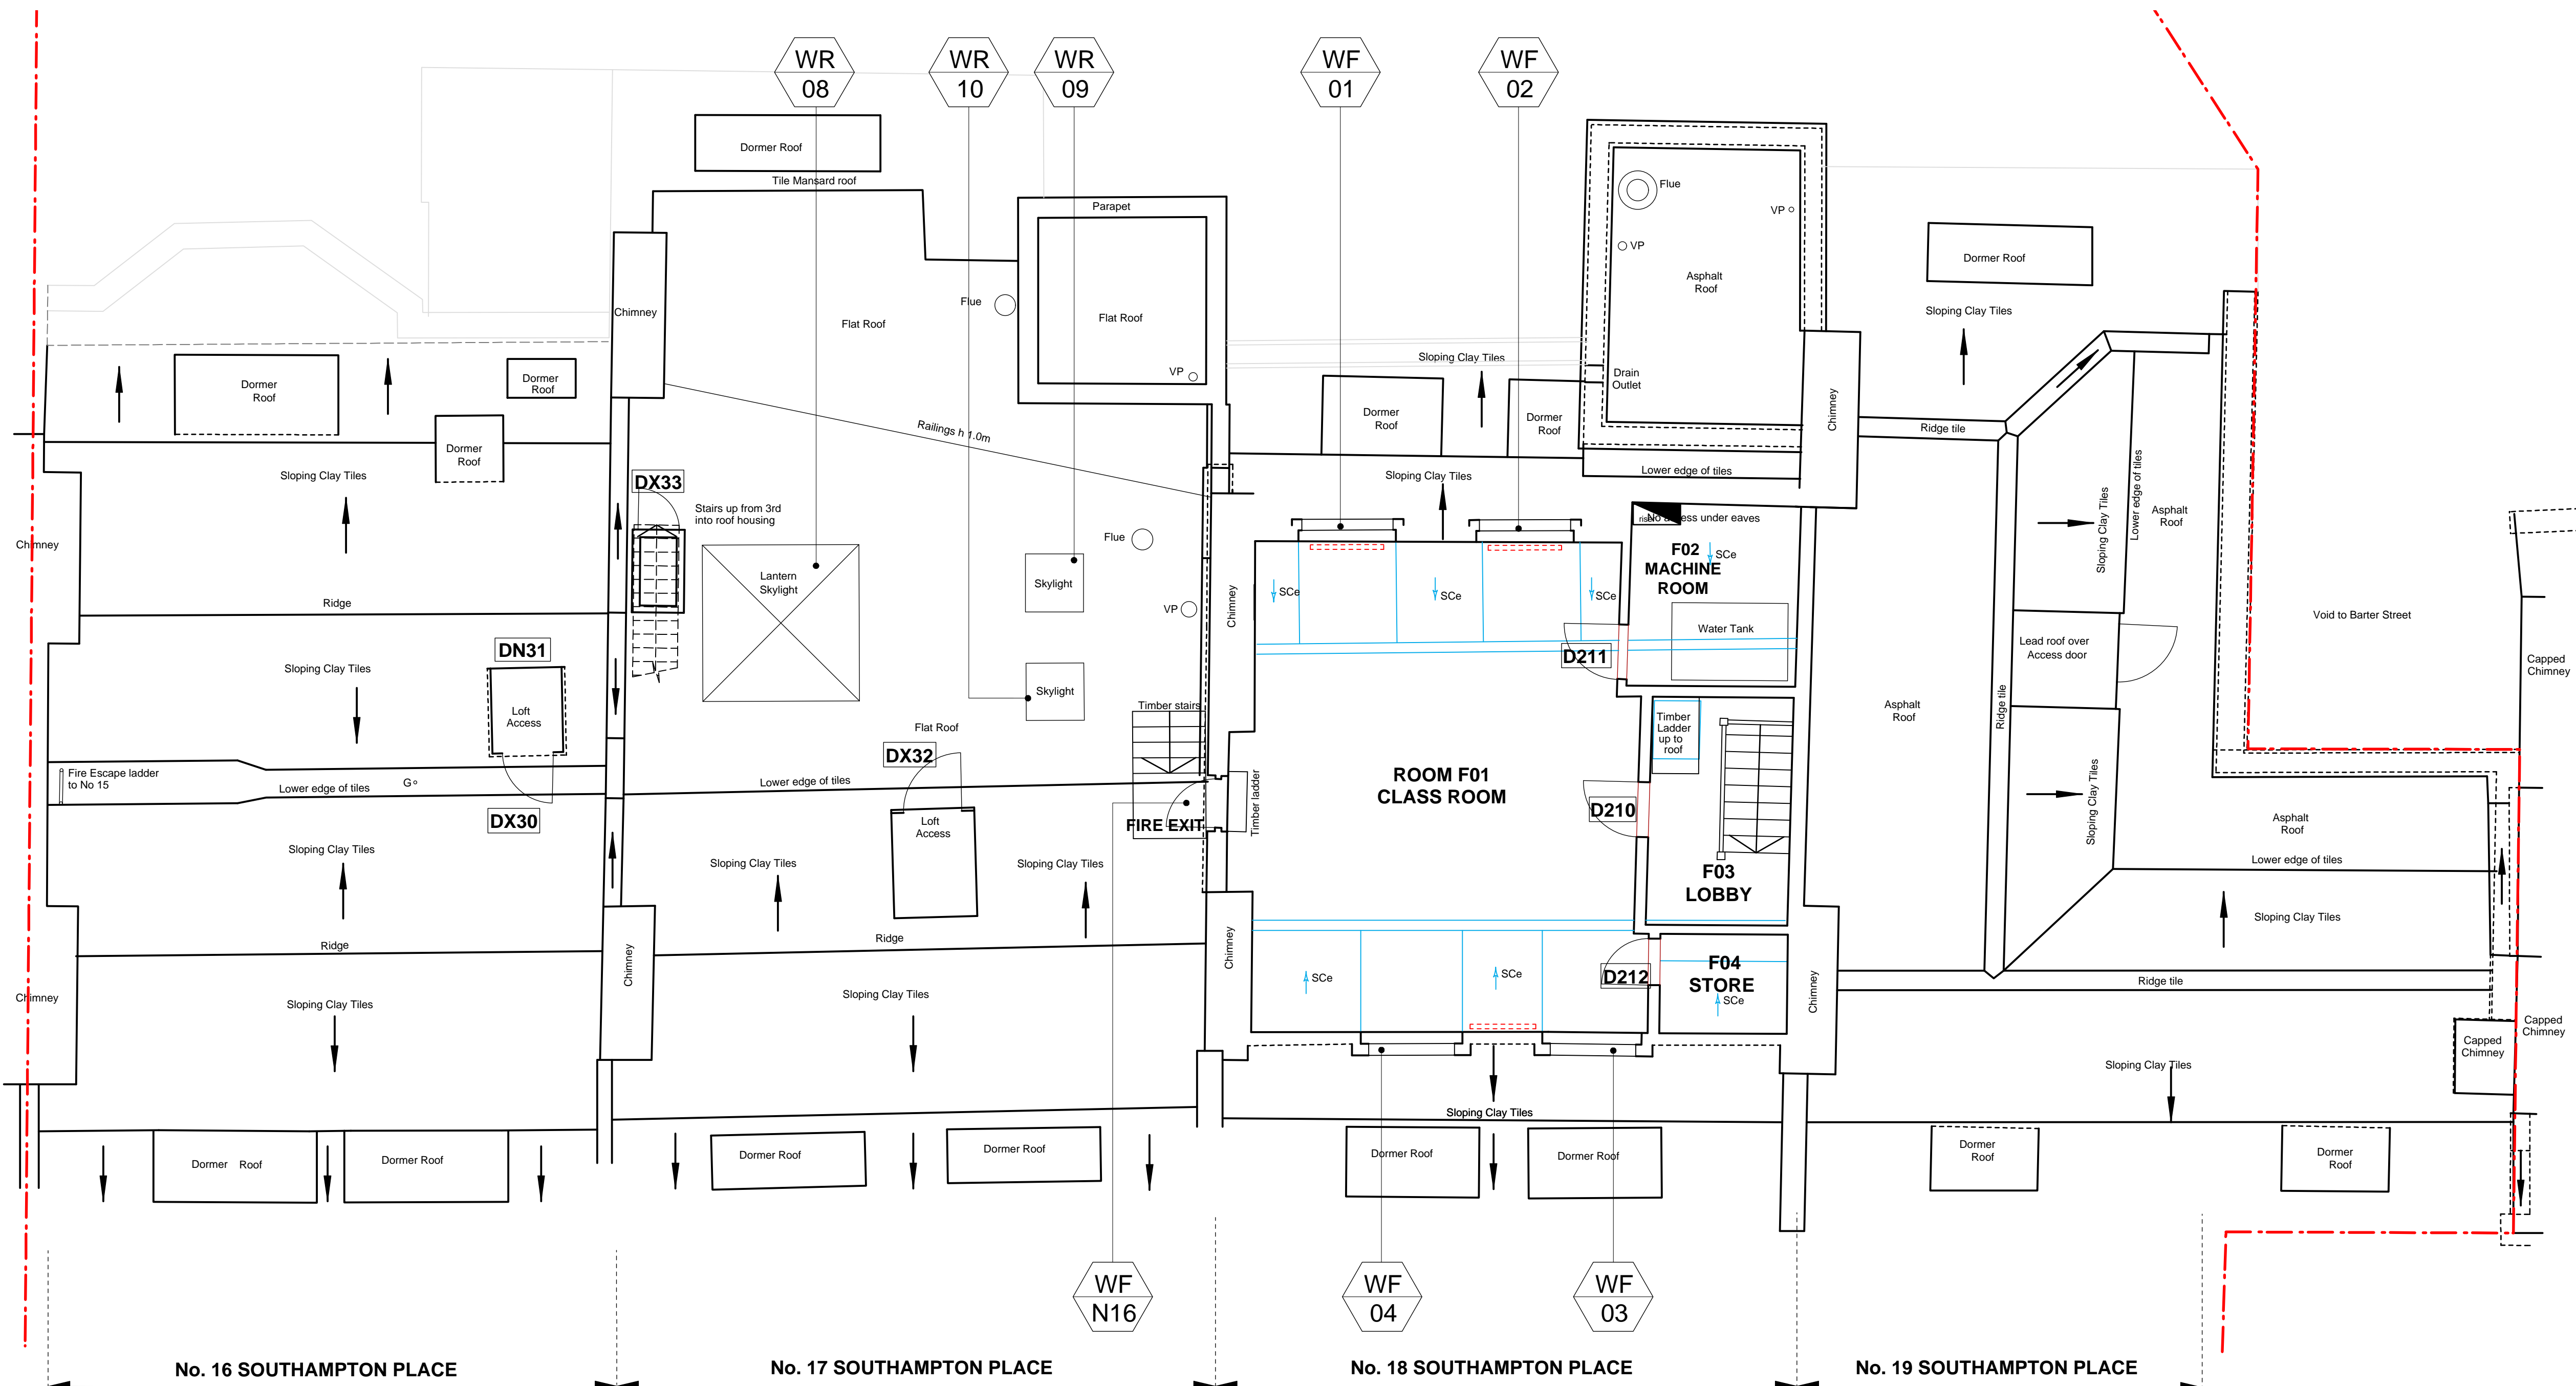 WR
08
WR
10
WR
09
WF
01
WF
02
Dormer Roof
Tile Mansard roof
Parapet
Flue
VP
VP
Asphalt
Roof
Dormer Roof
Chimney
Flue
Flat Roof
Flat Roof
Sloping Clay Tiles
Sloping Clay Tiles
VP
Drain
Outlet
Dormer
Roof
Dormer
Roof
Dormer
Roof
Dormer
Roof
Chimney
Railings h 1.0m
Ridge tile
Dormer
Roof
Sloping Clay Tiles
Sloping Clay Tiles
Lower edge of tiles
DX33
Stairs up from 3rd
into roof housing
Sloping Clay Tiles
Lower edge of tiles
Asphalt
Roof
No access under eaves
Chimney
Flue
F02
MACHINE
ROOM
SCe
Lantern
Skylight
Skylight
SCe
SCe
SCe
Chimney
Ridge
VP
Water Tank
Void to Barter Street
DN31
D211
Lead roof over
Access door
Sloping Clay Tiles
Skylight
Capped
Chimney
Loft
Access
Timber stairs
Timber
Ladder
up to
roof
Asphalt
Roof
Ridge tile
Flat Roof
DX32
Fire Escape ladder
to No 15
Lower edge of tiles
G
Lower edge of tiles
Timber ladder
ROOM F01
CLASS ROOM
Sloping Clay Tiles
DX30
Loft
Access
FIRE EXIT
D210
Asphalt
Roof
Sloping Clay Tiles
Sloping Clay Tiles
Sloping Clay Tiles
F03
LOBBY
Lower edge of tiles
Sloping Clay Tiles
Ridge
Ridge
Chimney
Chimney
SCe
SCe
D212
F04
STORE
SCe
Chimney
Ridge tile
Chimney
Sloping Clay Tiles
Sloping Clay Tiles
Capped
Chimney
Capped
Chimney
Sloping Clay Tiles
Sloping Clay Tiles
Dormer Roof
Dormer Roof
Dormer Roof
Dormer Roof
Dormer Roof
Dormer Roof
Dormer
Roof
Dormer
Roof
WF
N16
WF
04
WF
03
No. 16 SOUTHAMPTON PLACE
No. 17 SOUTHAMPTON PLACE
No. 18 SOUTHAMPTON PLACE
No. 19 SOUTHAMPTON PLACE